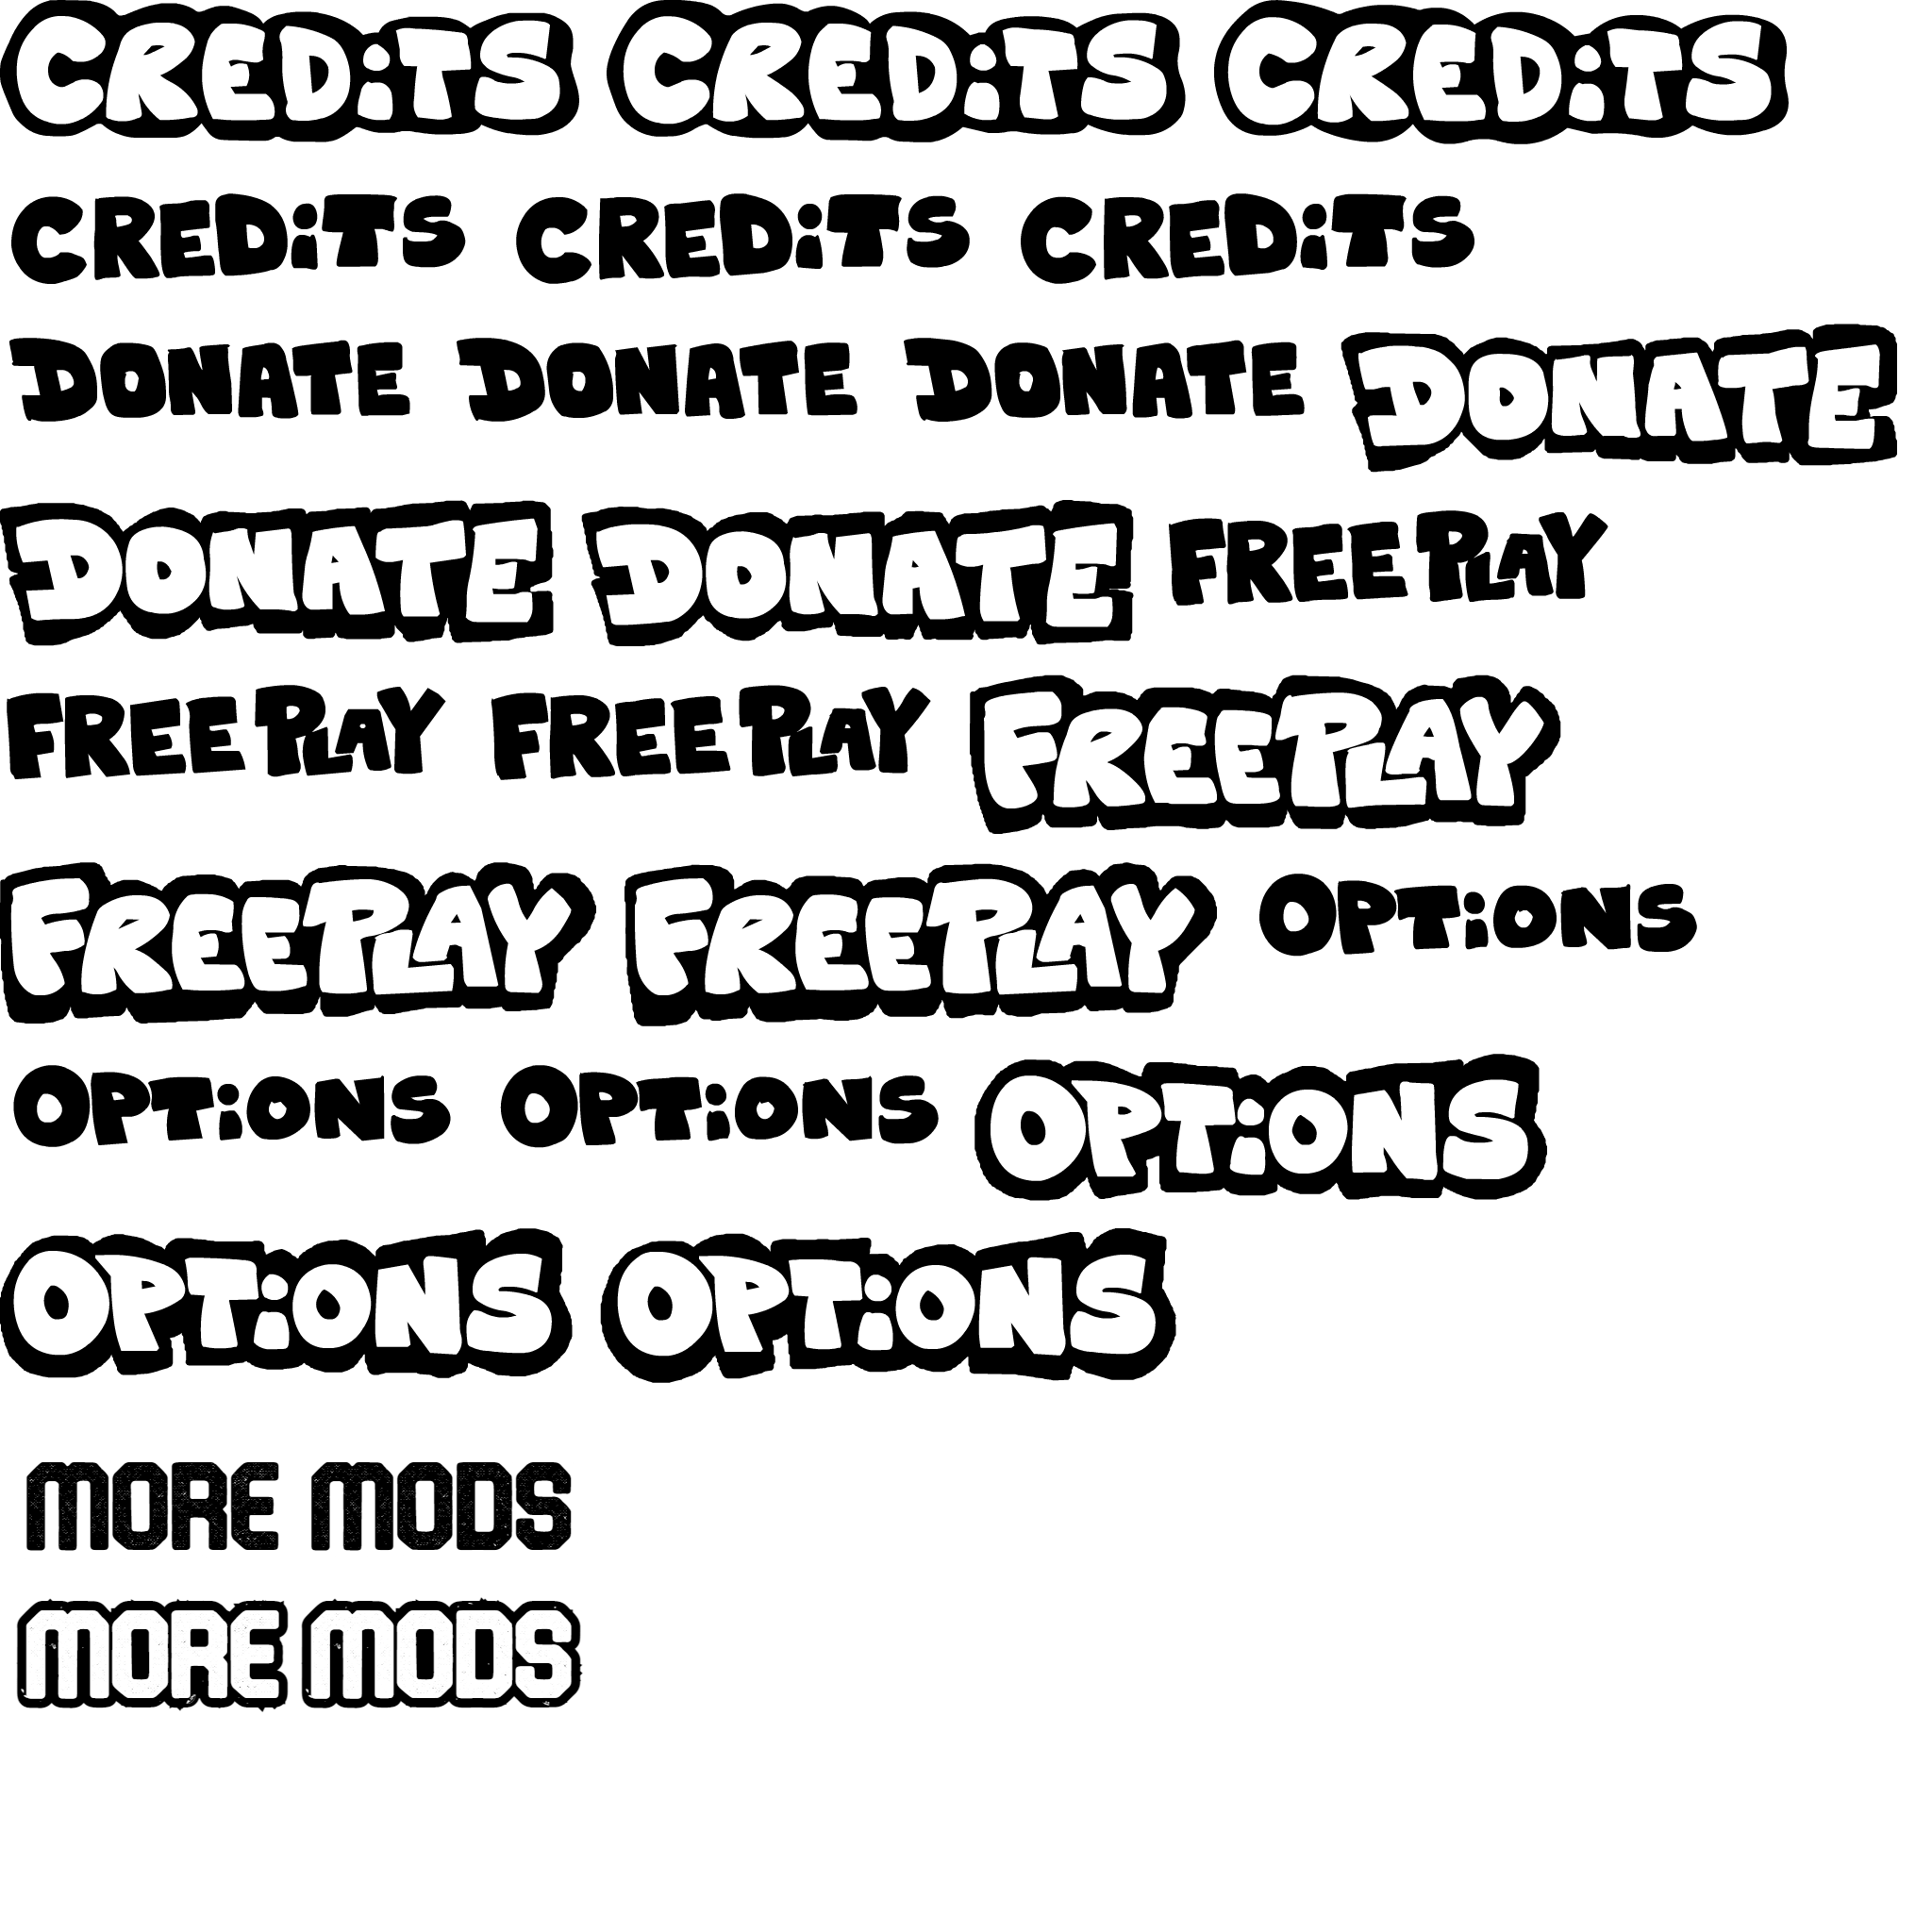 CREDiTS CREDiTS CREDiTS
CREDiTS CREDiTS CREDiTS
DONATE DONATE DONATE DONATE
DONATE DONATE FREEPLAY
FREEPLAY FREEPLAY FREEPLAY
FREEPLAY FREEPLAY OPTiONS
OPTiONS OPTiONS OPTiONS
OPTiONS OPTiONS
MORE MODS
MORE MODS